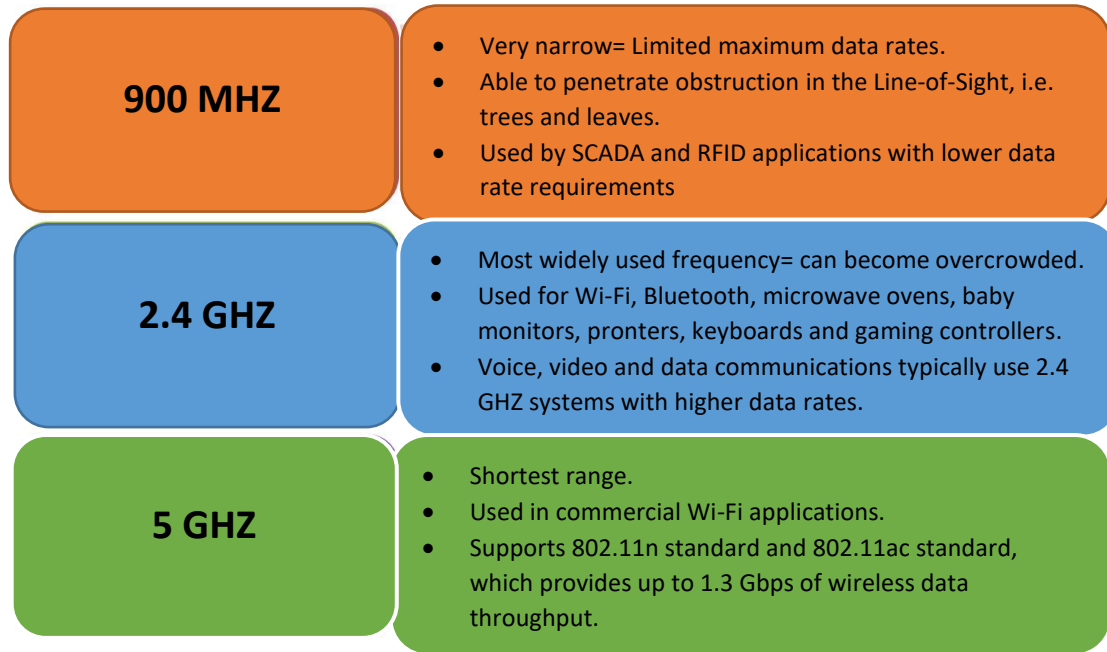 900 MHZ
• Very narrow= Limited maximum data rates.
• Able to penetrate obstruction in the Line-of-Sight, i.e.
trees and leaves.
• Used by SCADA and RFID applications with lower data
rate requirements
2.4 GHZ
• Most widely used frequency= can become overcrowded.
• Used for Wi-Fi, Bluetooth, microwave ovens, baby
monitors, pronters, keyboards and gaming controllers.
• Voice, video and data communications typically use 2.4
GHZ systems with higher data rates.
5 GHZ
• Shortest range.
• Used in commercial Wi-Fi applications.
• Supports 802.11n standard and 802.11ac standard,
which provides up to 1.3 Gbps of wireless data
throughput.